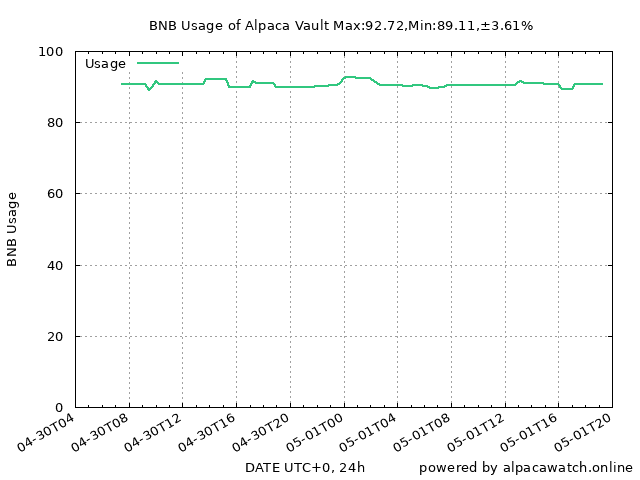 BNB Usage of Alpaca Vault Max:92.72,Min:89.11,±3.61%
Usage
BNB Usage
100
80
60
40
20
0
04-30T04 04-30T08 04-30T12 04-30T16 04-30T20 05-01T00 05-01T04 05-01T08 05-01T12 05-01T16 05-01T20
DATE UTC+0, 24h powered by alpacawatch.online